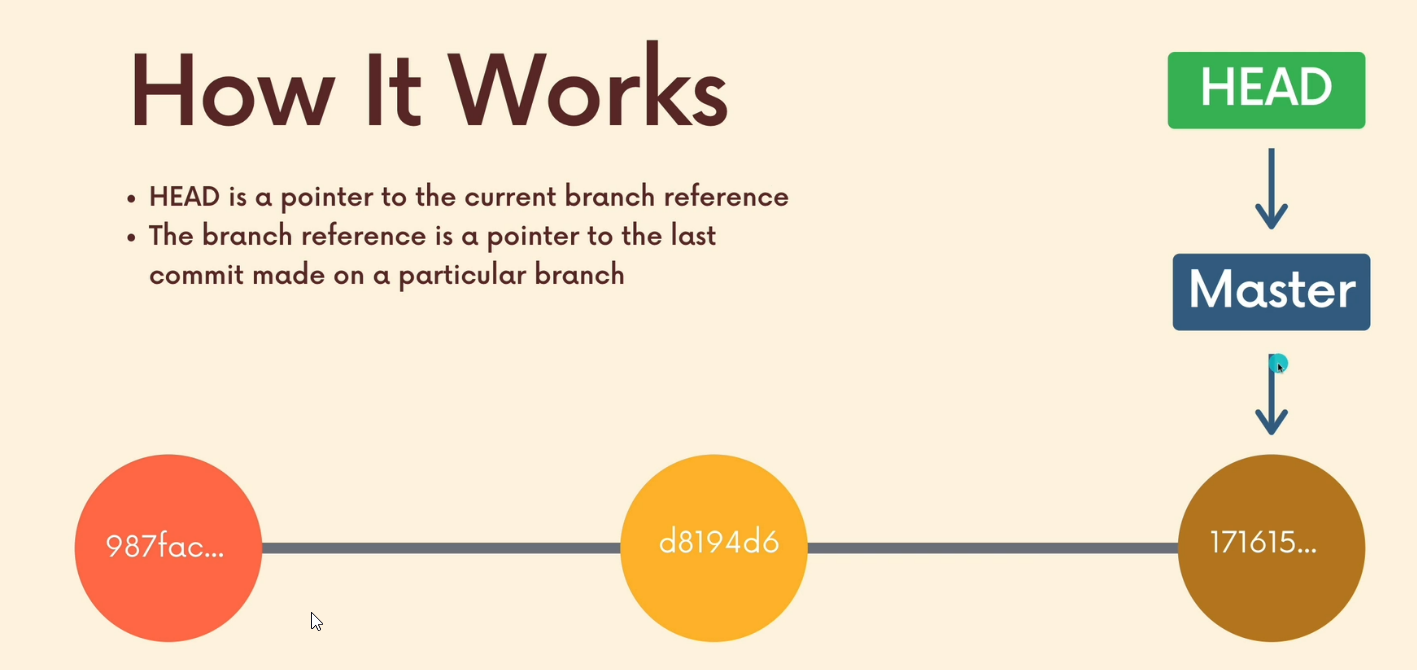 How It Works
HEAD
• HEAD is a pointer to the current branch reference
• The branch reference is a pointer to the last
commit made on a particular branch
Master
987fac...
d8194d6
171615...